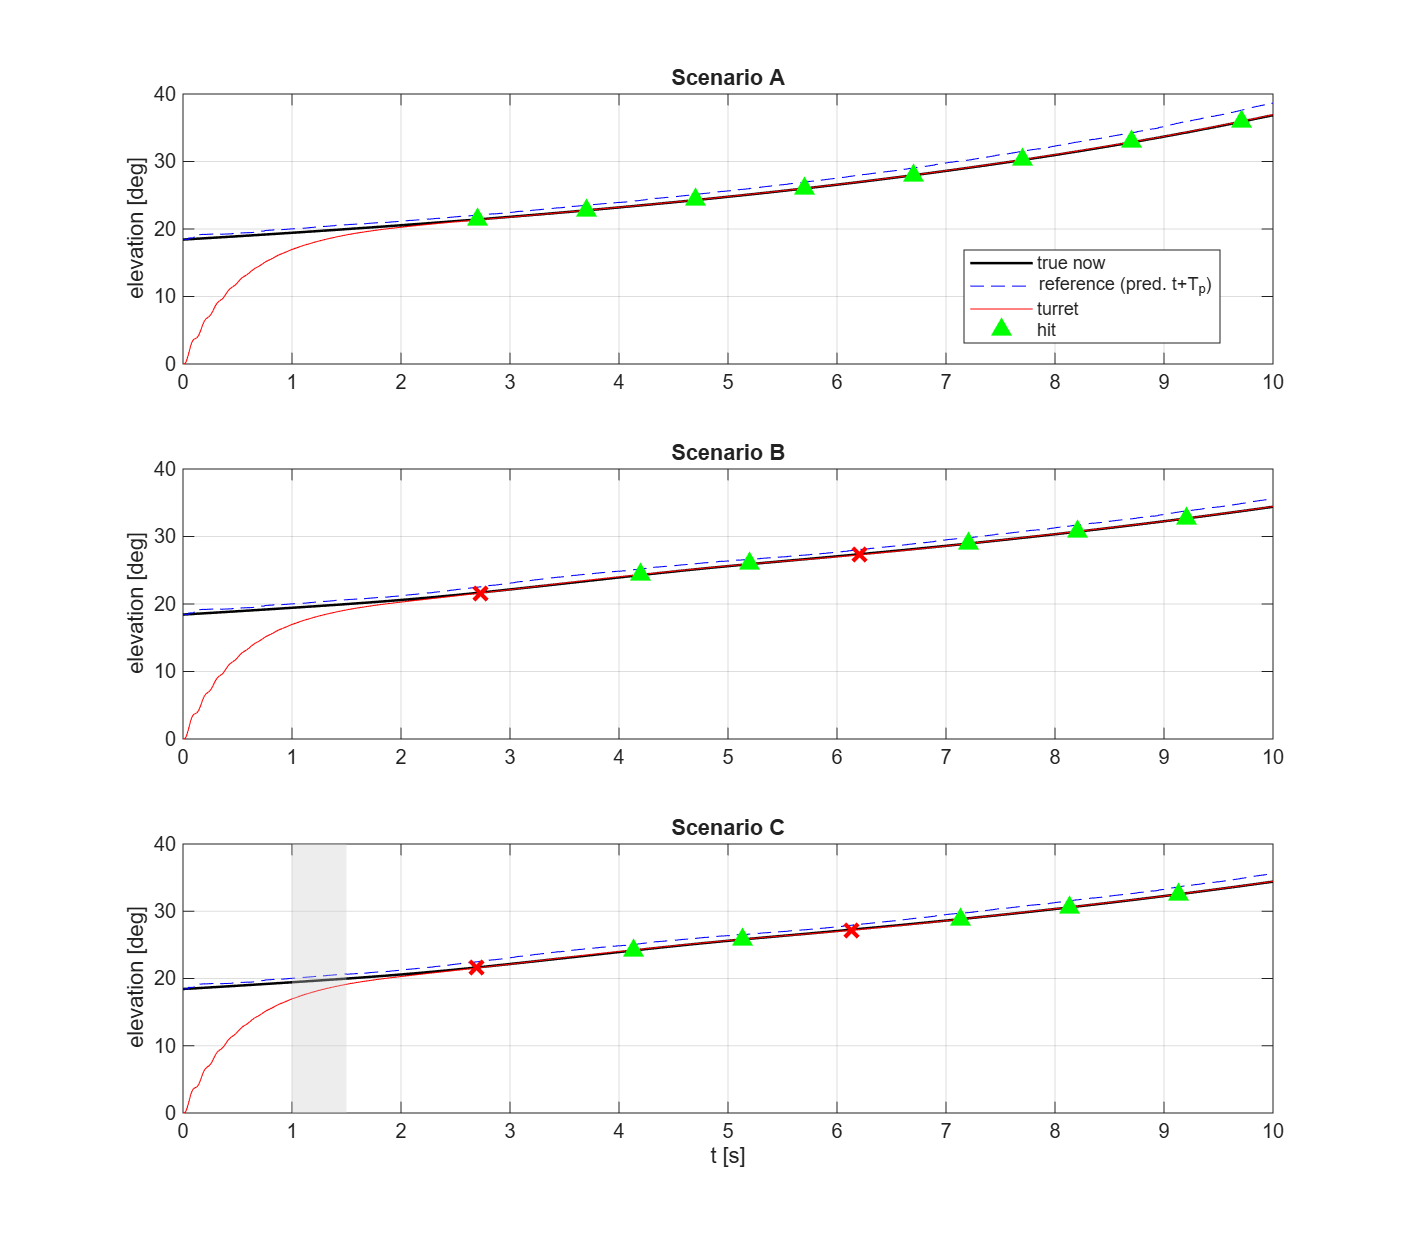 Scenario A
elevation [deg]
40
30
20
10
0
0 1 2 3 4 5 6 7 8 9 10
true now
reference (pred. t+Tp)
turret
hit
Scenario B
elevation [deg]
40
30
20
10
0
0 1 2 3 4 5 6 7 8 9 10
Scenario C
elevation [deg]
40
30
20
10
0
0 1 2 3 4 5 6 7 8 9 10
t [s]